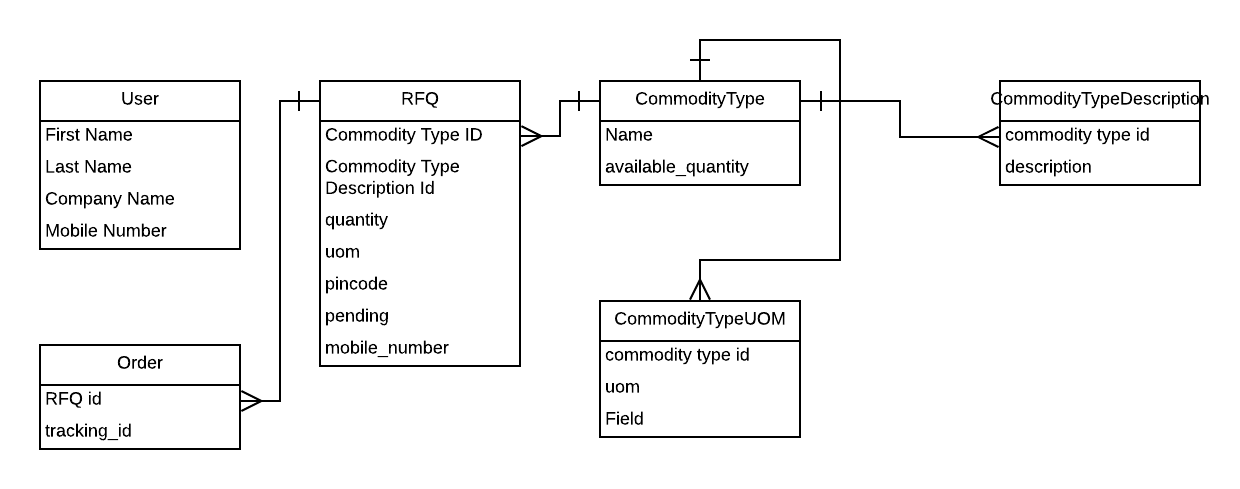 User
First Name
Last Name
Company Name
Mobile Number
Order
RFQ id
tracking_id
RFQ
Commodity Type ID
Commodity Type
Description Id
quantity
uom
pincode
pending
mobile_number
CommodityType
Name
available_quantity
CommodityTypeUOM
commodity type id
uom
Field
CommodityTypeDescription
commodity type id
description